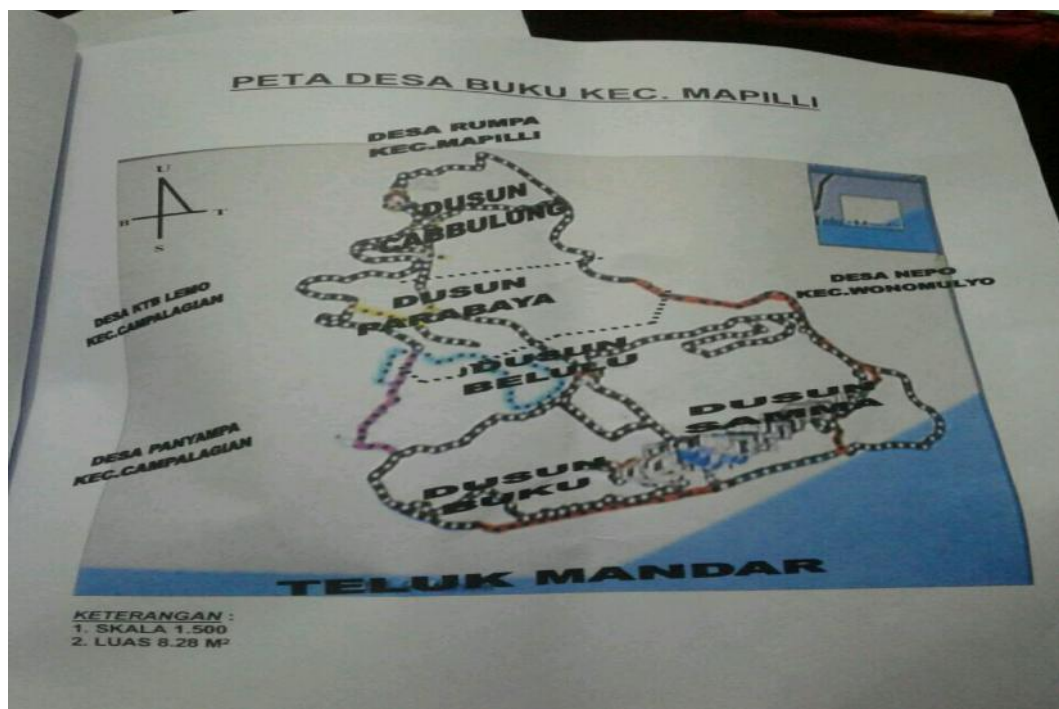 PETA DESA BUKU KEC. MAPILLI
DESA RUMPA
KEC.MAPILLI
U
B
T
S
DUSUN
CABBULUNG
DESA NEPO
KEC.WONOMULYO
DESA KTB LEMO
KEC.CAMPALAGIAN
DUSUN
PARABAYA
DUSUN
BELULU
DUSUN
SAMMA
DESA PANYAMPA
KEC.CAMPALAGIAN
DUSUN
BUKU
TELUK MANDAR
KETERANGAN :
1. SKALA 1.500
2. LUAS 8.28 M²